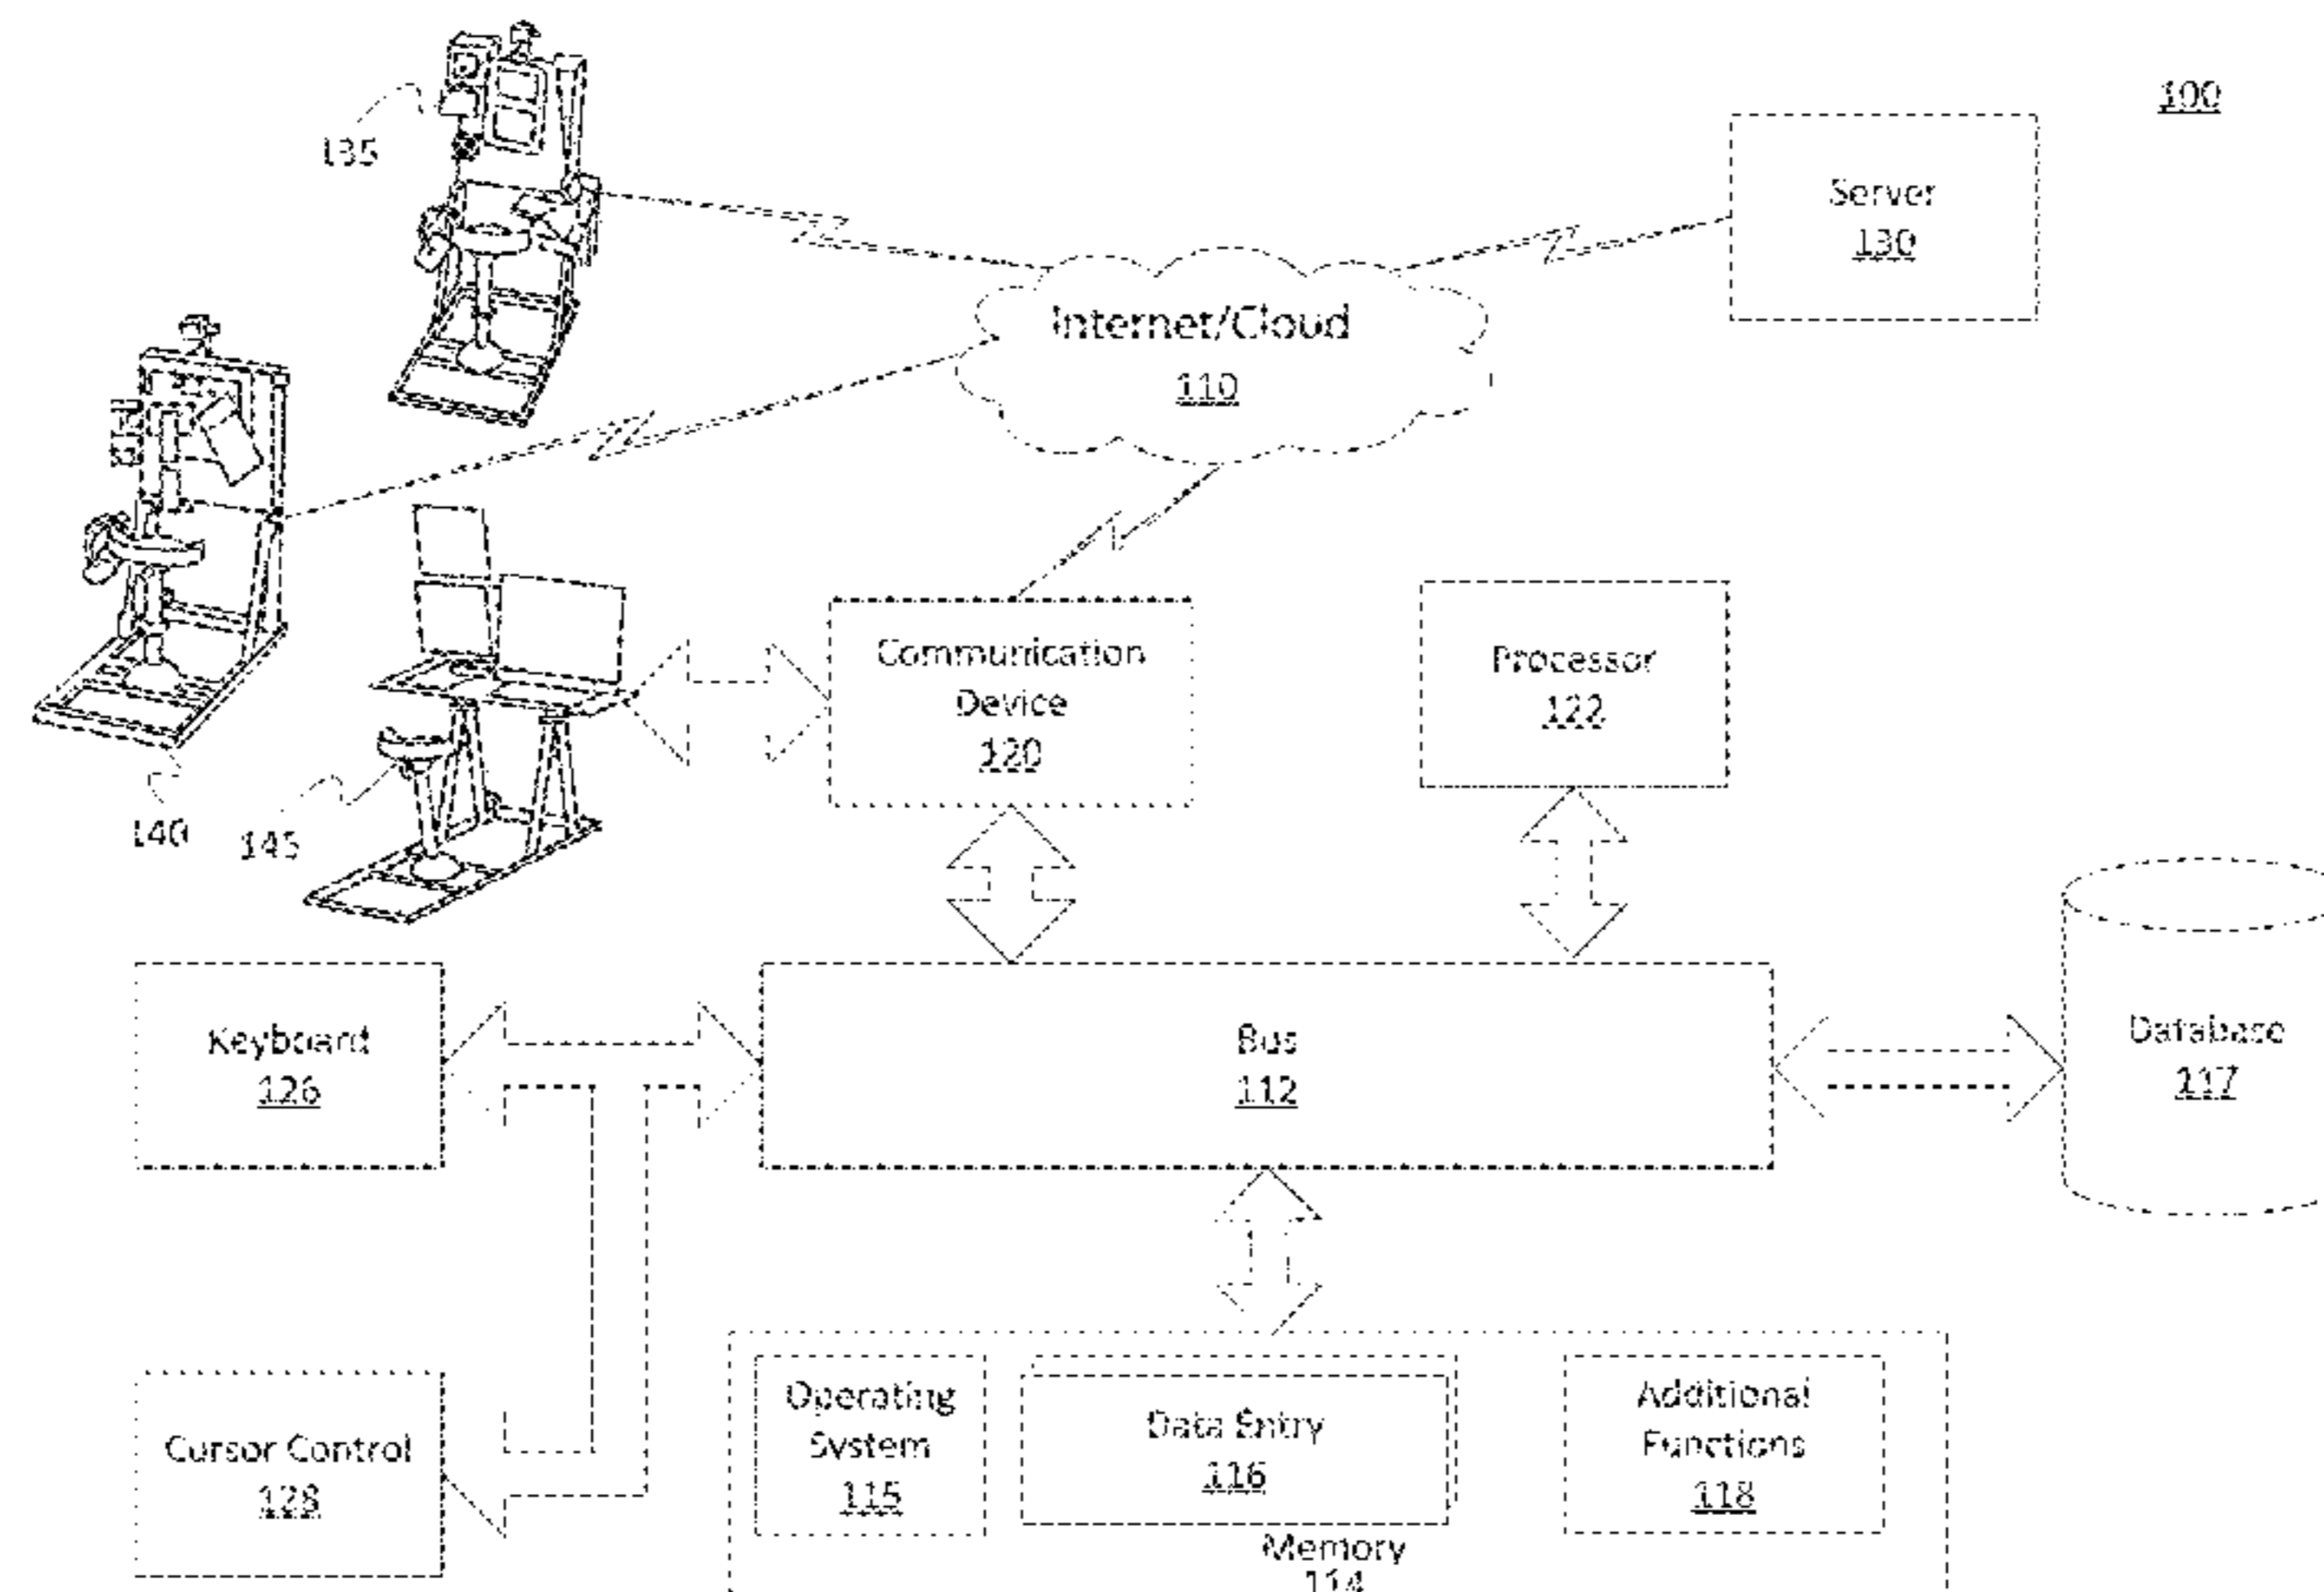 100
135
Server
130
Internet/Cloud
110
Communication
Device
120
Processor
122
140
145
Keyboard
126
Bus
112
Database
117
Operating
System
115
Data Entry
116
Additional
Functions
118
Cursor Control
128
Memory
114